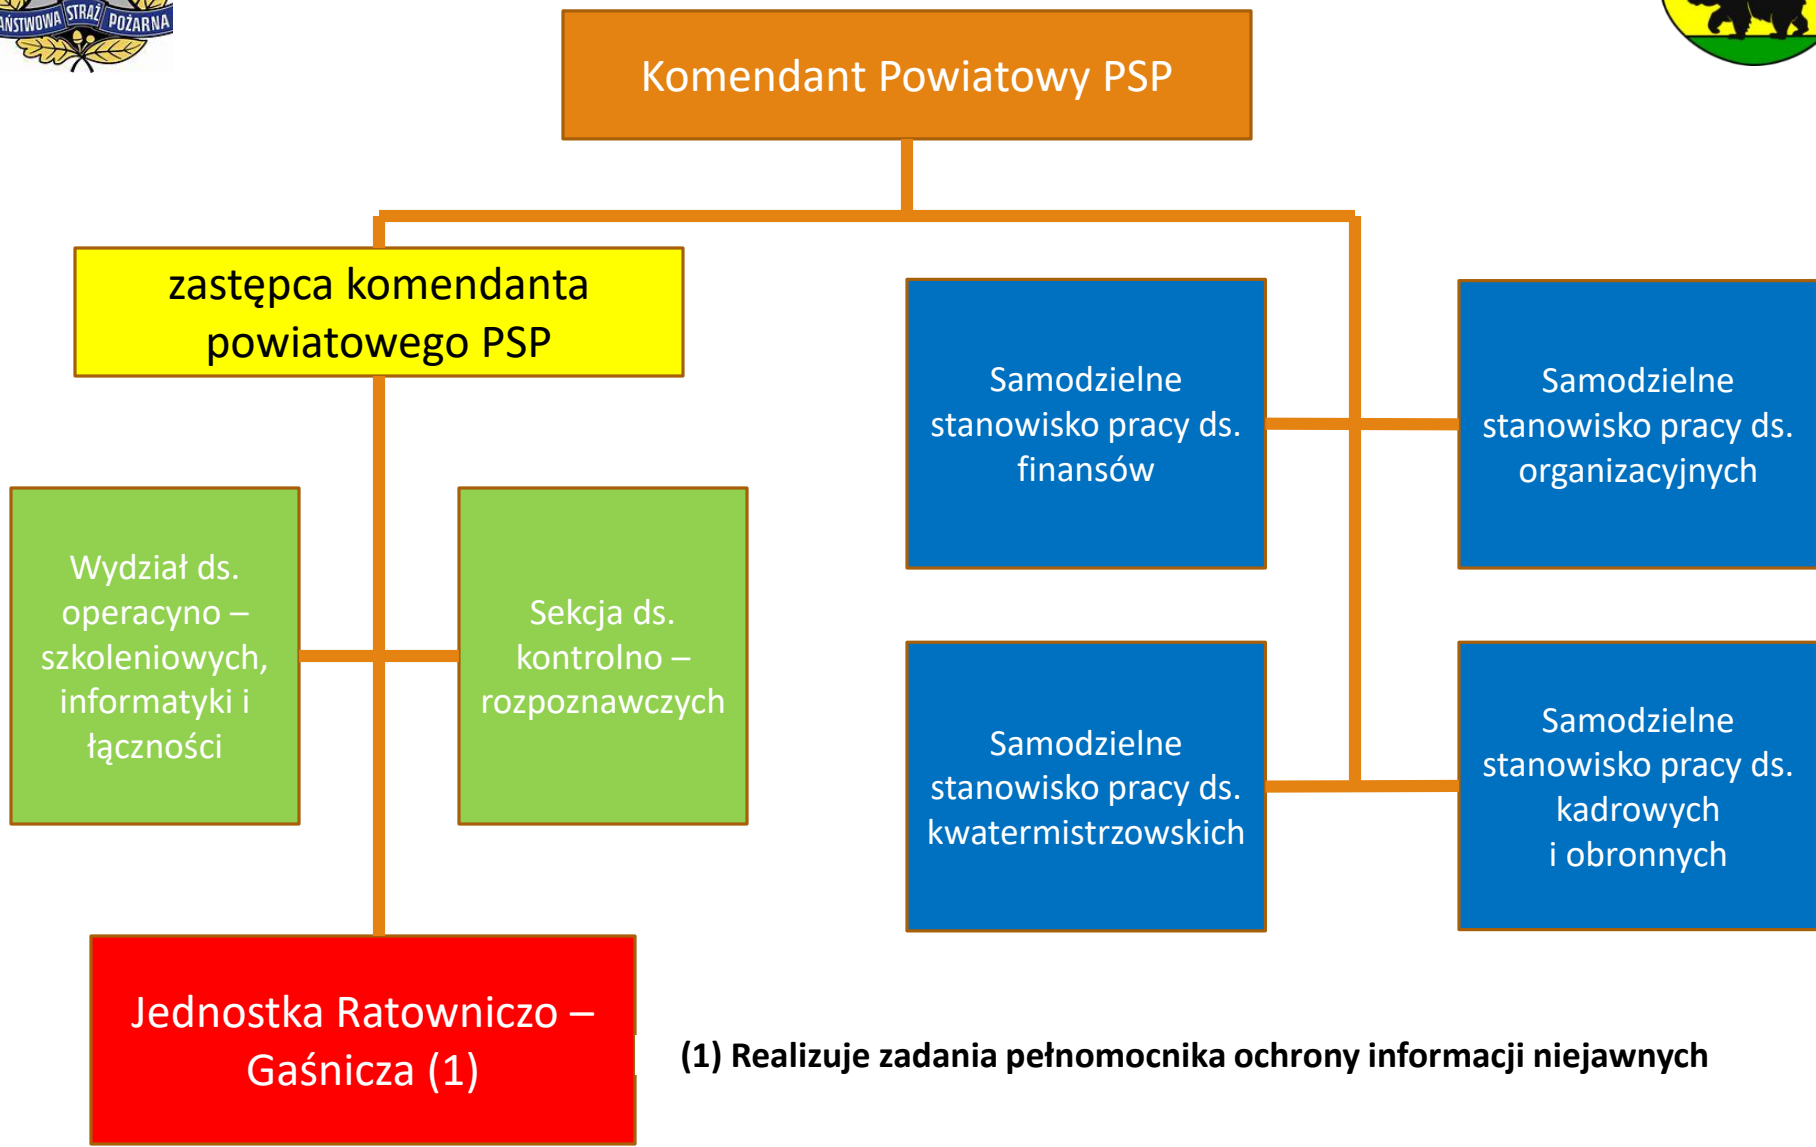 PAŃSTWOWA STRAŻ POŻARNA
Komendant Powiatowy PSP
zastępca komendanta
powiatowego PSP
Samodzielne
stanowisko pracy ds.
finansów
Samodzielne
stanowisko pracy ds.
organizacyjnych
Wydział ds.
operacyno –
szkoleniowych,
informatyki i
łączności
Sekcja ds.
kontrolno –
rozpoznawczych
Samodzielne
stanowisko pracy ds.
kwatermistrzowskich
Samodzielne
stanowisko pracy ds.
kadrowych
i obronnych
Jednostka Ratowniczo –
Gaśnicza (1)
(1) Realizuje zadania pełnomocnika ochrony informacji niejawnych